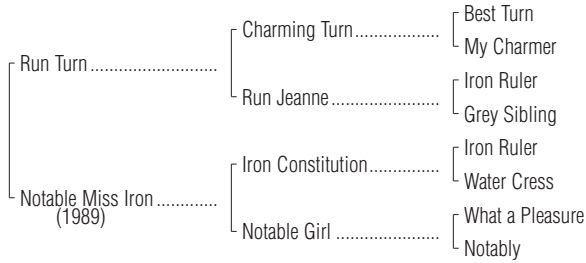 Best Turn
Charming Turn....................
My Charmer
Run Turn..........................
Iron Ruler
Run Jeanne..........................
Grey Sibling
Iron Ruler
Iron Constitution.................
Water Cress
Notable Miss Iron.............
(1989)
What a Pleasure
Notable Girl .........................
Notably